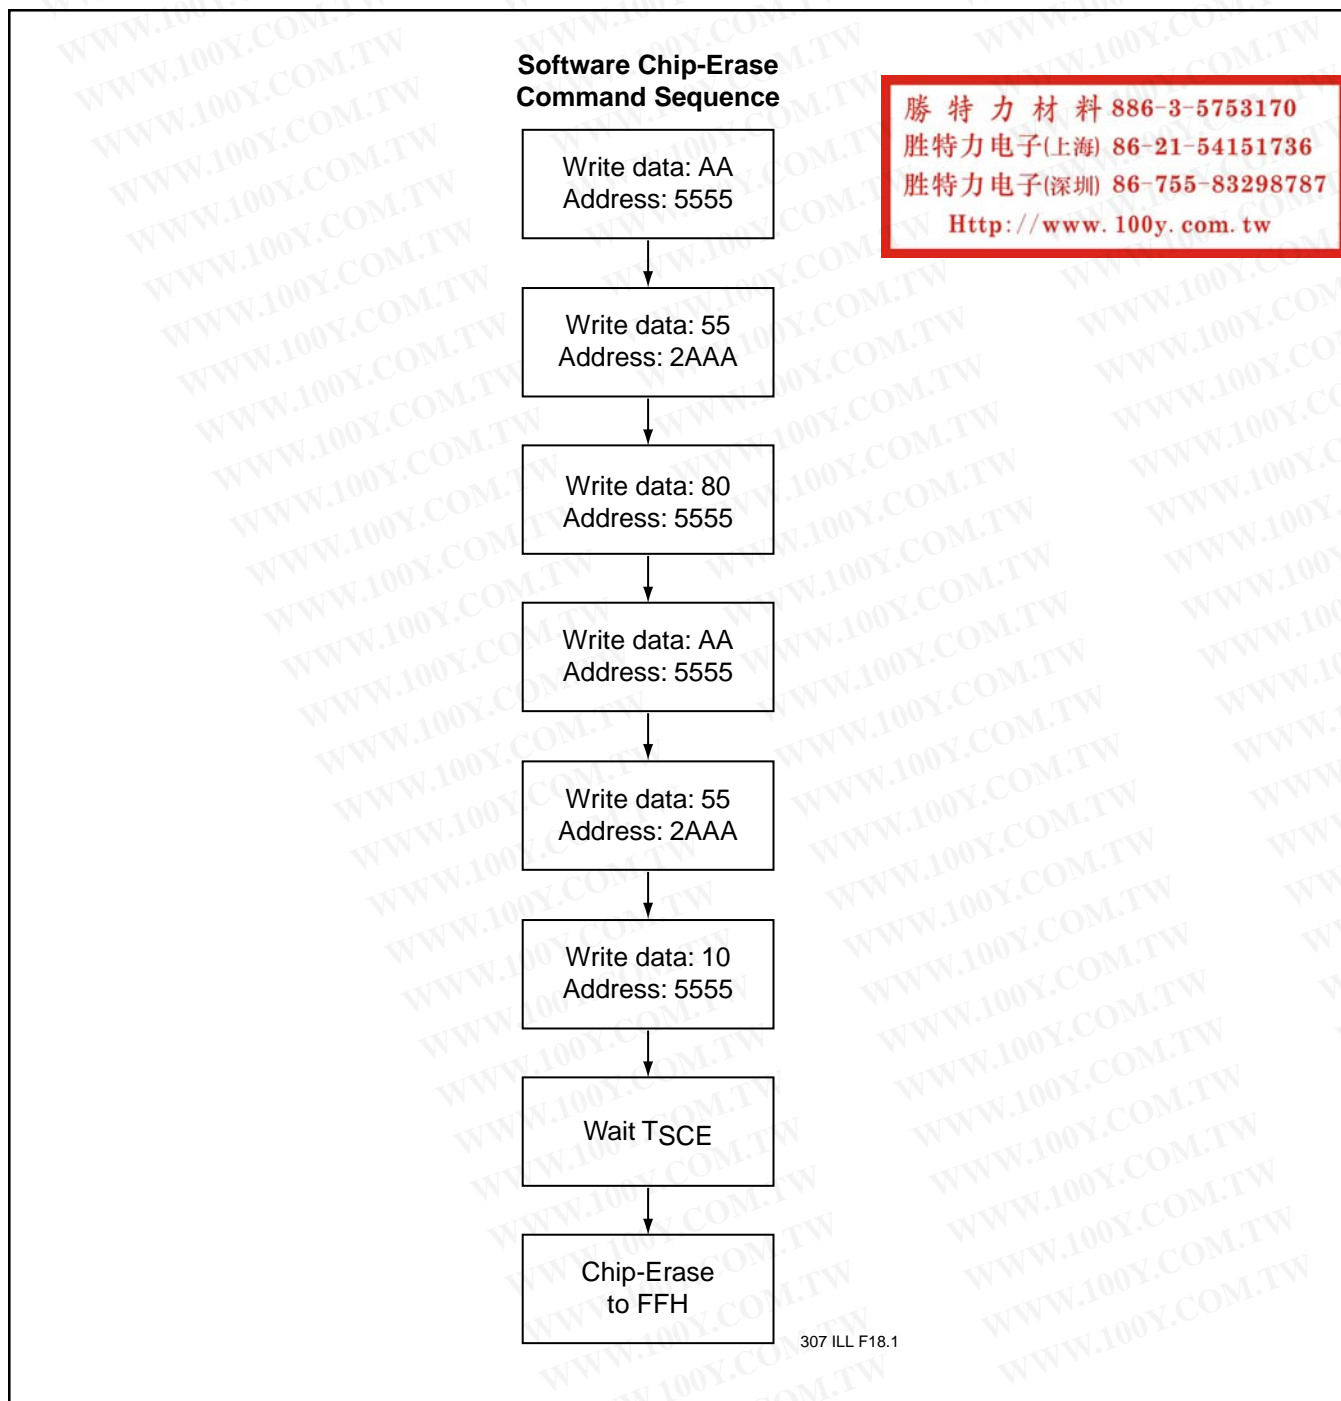 Software Chip-Erase
Command Sequence
勝 特 力 材 料 886-3-5753170
胜特力电子(上海) 86-21-54151736
胜特力电子(深圳) 86-755-83298787
Http://www.100y.com.tw
Write data: AA
Address: 5555
Write data: 55
Address: 2AAA
Write data: 80
Address: 5555
Write data: AA
Address: 5555
Write data: 55
Address: 2AAA
Write data: 10
Address: 5555
Wait TSCE
Chip-Erase
to FFH
307 ILL F18.1
WWW.100Y.COM.TW